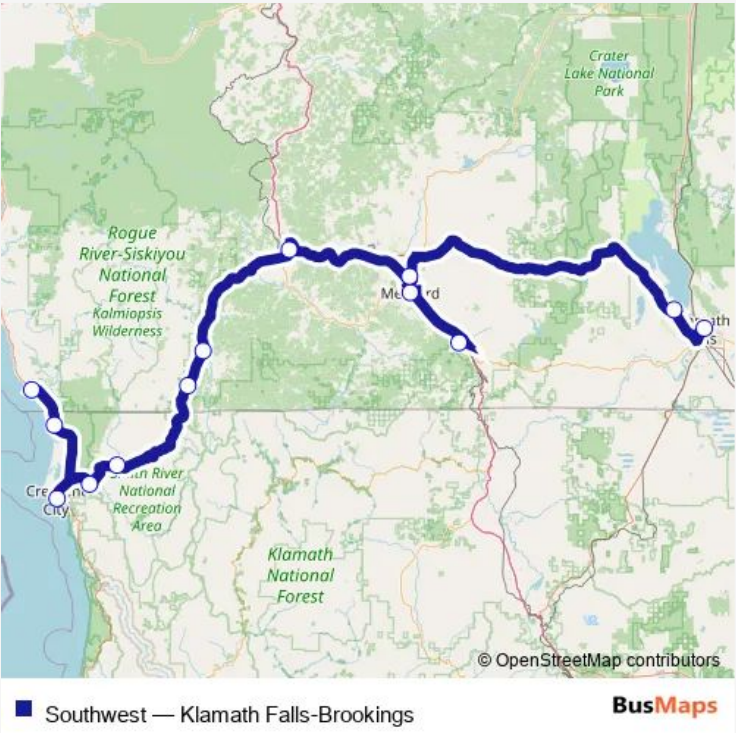 Crater
Lake National
Park
Rogue
River-Siskiyou
National
Forest
Kalmiopsis
Wilderness
River
National
Recreation
Area
City
Klamath
National
Forest
© OpenStreetMap contributors
Southwest — Klamath Falls-Brookings
BusMaps